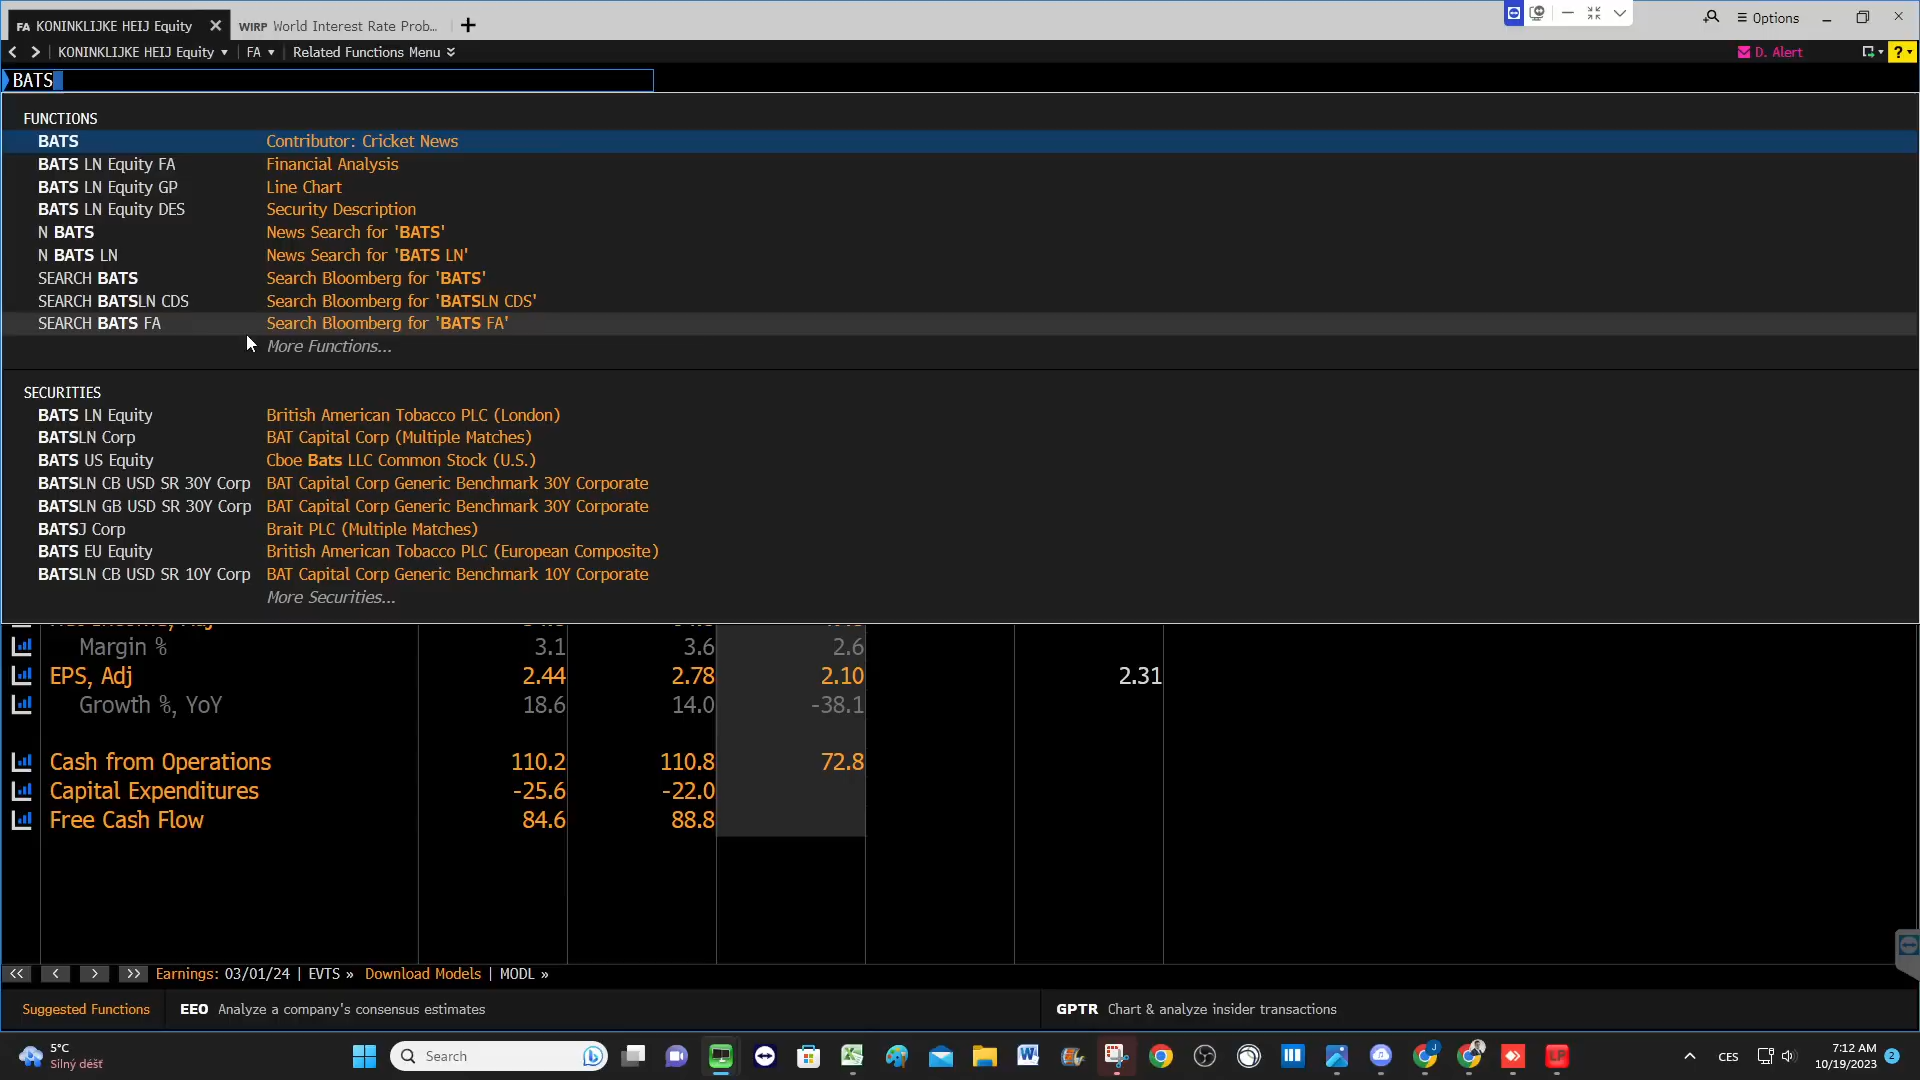 FA KONINKLIJKE HEIJ Equity
WIRP World Interest Rate Prob...
Options
KONINKLIJKE HEIJ Equity
FA
Related Functions Menu
D. Alert
?
BATS
FUNCTIONS
BATS Contributor: Cricket News
BATS LN Equity FA Financial Analysis
BATS LN Equity GP Line Chart
BATS LN Equity DES Security Description
N BATS News Search for 'BATS'
N BATS LN News Search for 'BATS LN'
SEARCH BATS Search Bloomberg for 'BATS'
SEARCH BATSLN CDS Search Bloomberg for 'BATSLN CDS'
SEARCH BATS FA Search Bloomberg for 'BATS FA'
More Functions...
SECURITIES
BATS LN Equity British American Tobacco PLC (London)
BATSLN Corp BAT Capital Corp (Multiple Matches)
BATS US Equity Cboe Bats LLC Common Stock (U.S.)
BATSLN CB USD SR 30Y Corp BAT Capital Corp Generic Benchmark 30Y Corporate
BATSLN GB USD SR 30Y Corp BAT Capital Corp Generic Benchmark 30Y Corporate
BATSJ Corp Brait PLC (Multiple Matches)
BATS EU Equity British American Tobacco PLC (European Composite)
BATSLN CB USD SR 10Y Corp BAT Capital Corp Generic Benchmark 10Y Corporate
More Securities...
Margin % 3.1 3.6 2.6
EPS, Adj 2.44 2.78 2.10 2.31
Growth %, YoY 18.6 14.0 -38.1
Cash from Operations 110.2 110.8 72.8
Capital Expenditures -25.6 -22.0
Free Cash Flow 84.6 88.8
<< < > >> Earnings: 03/01/24 | EVTS » Download Models | MODL »
Suggested Functions EEO Analyze a company's consensus estimates GPTR Chart & analyze insider transactions
5°C
Silný déšť
Search
CES
7:12 AM
10/19/2023
2